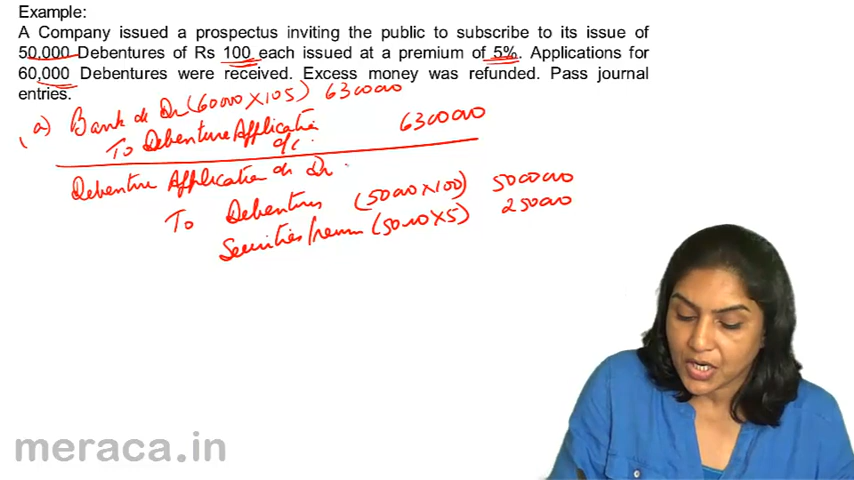 Example:
A Company issued a prospectus inviting the public to subscribe to its issue of
50,000 Debentures of Rs 100 each issued at a premium of 5%. Applications for
60,000 Debentures were received. Excess money was refunded. Pass journal
entries.
a) Bank a/c Dr (60000 x 105) 6300000
To Debenture Application a/c 6300000
Debenture Application a/c Dr
To Debentures (50000 x 100) 5000000
Securities Premium (50000 x 5) 250000
meraca.in